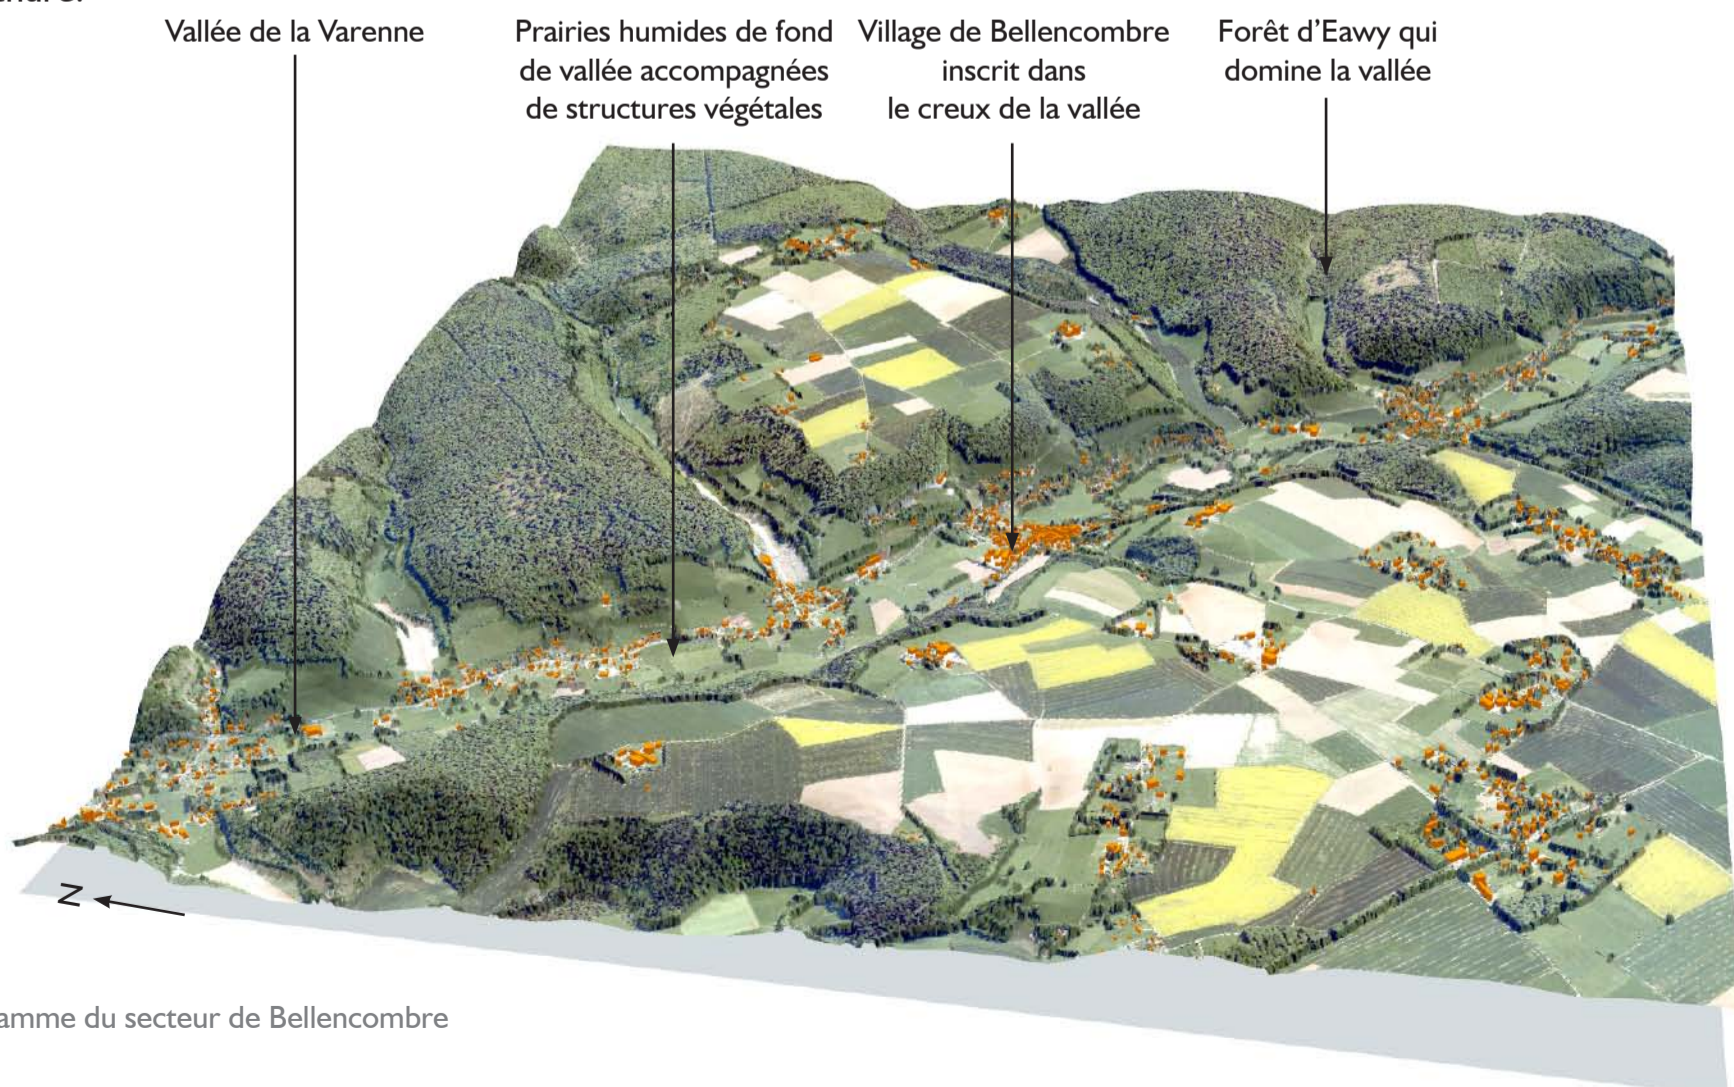 Vallée de la Varenne
Prairies humides de fond
de vallée accompagnées
de structures végétales
Village de Bellencombre
inscrit dans
le creux de la vallée
Forêt d'Eawy qui
domine la vallée
N
du secteur de Bellencombre